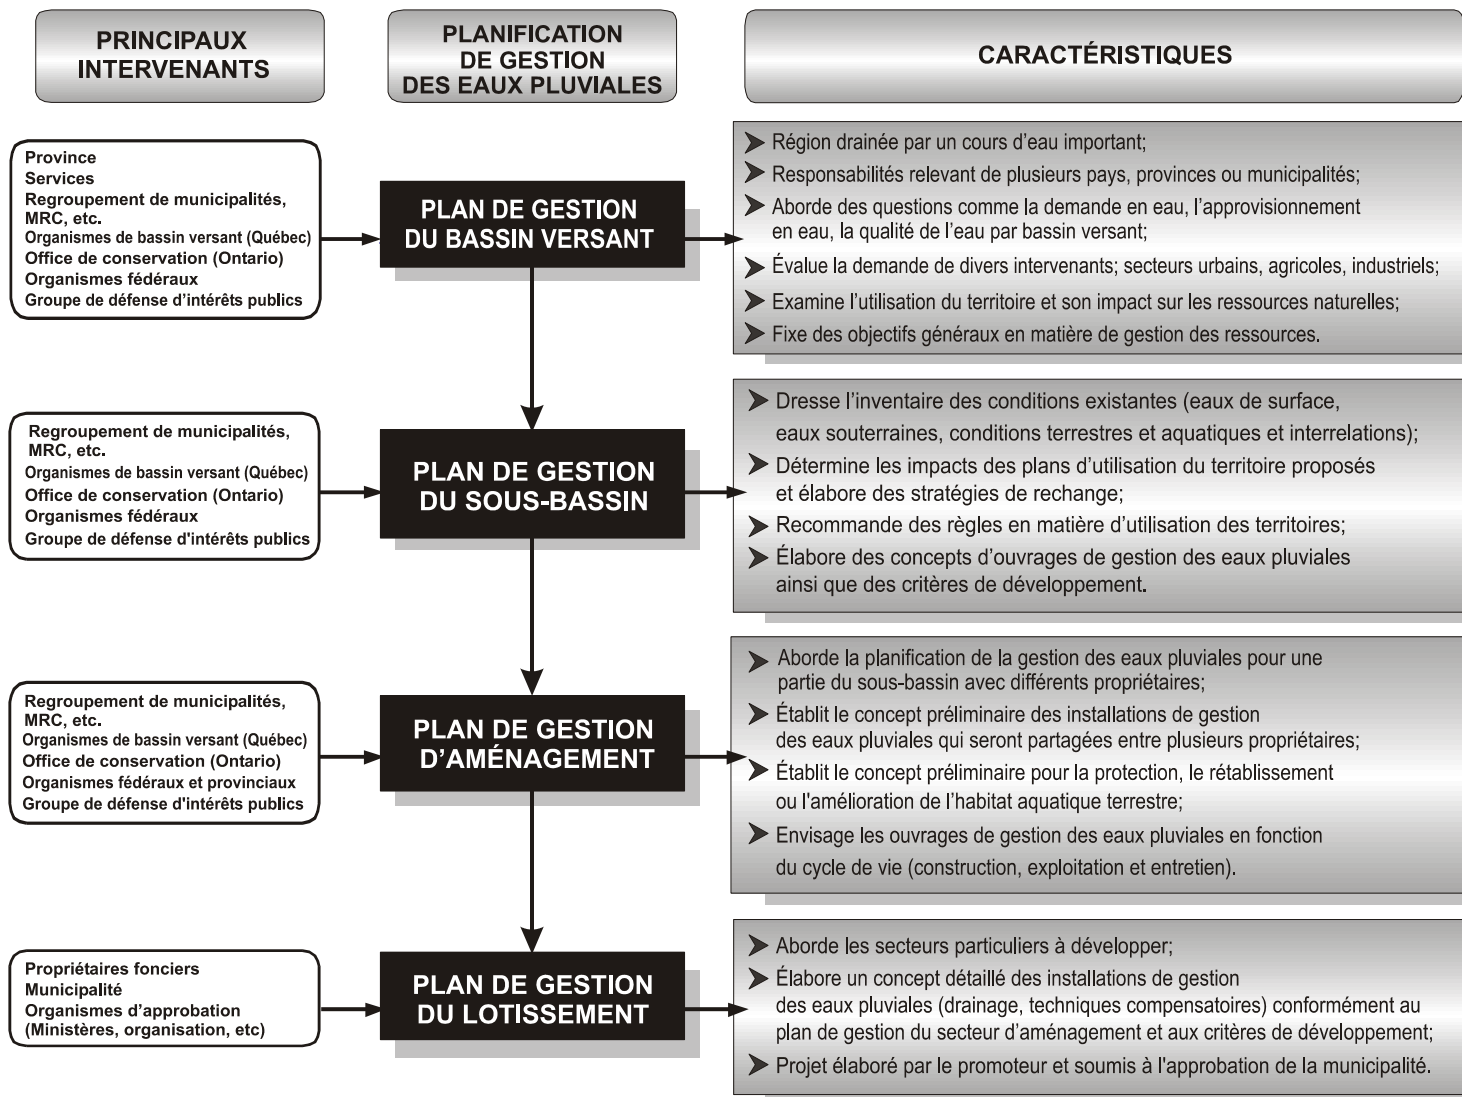 PRINCIPAUX
INTERVENANTS
PLANIFICATION
DE GESTION
DES EAUX PLUVIALES
CARACTÉRISTIQUES
Province
Services
Regroupement de municipalités,
MRC, etc.
Organismes de bassin versant (Québec)
Office de conservation (Ontario)
Organismes fédéraux
Groupe de défense d'intérêts publics
PLAN DE GESTION
DU BASSIN VERSANT
Région drainée par un cours d'eau important;
Responsabilités relevant de plusieurs pays, provinces ou municipalités;
Aborde des questions comme la demande en eau, l'approvisionnement
en eau, la qualité de l'eau par bassin versant;
Évalue la demande de divers intervenants; secteurs urbains, agricoles, industriels;
Examine l'utilisation du territoire et son impact sur les ressources naturelles;
Fixe des objectifs généraux en matière de gestion des ressources.
Regroupement de municipalités,
MRC, etc.
Organismes de bassin versant (Québec)
Office de conservation (Ontario)
Organismes fédéraux
Groupe de défense d'intérêts publics
PLAN DE GESTION
DU SOUS-BASSIN
Dresse l'inventaire des conditions existantes (eaux de surface,
eaux souterraines, conditions terrestres et aquatiques et interrelations);
Détermine les impacts des plans d'utilisation du territoire proposés
et élabore des stratégies de rechange;
Recommande des règles en matière d'utilisation des territoires;
Élabore des concepts d'ouvrages de gestion des eaux pluviales
ainsi que des critères de développement.
Regroupement de municipalités,
MRC, etc.
Organismes de bassin versant (Québec)
Office de conservation (Ontario)
Organismes fédéraux et provinciaux
Groupe de défense d'intérêts publics
PLAN DE GESTION
D'AMÉNAGEMENT
Aborde la planification de la gestion des eaux pluviales pour une
partie du sous-bassin avec différents propriétaires;
Établit le concept préliminaire des installations de gestion
des eaux pluviales qui seront partagées entre plusieurs propriétaires;
Établit le concept préliminaire pour la protection, le rétablissement
ou l'amélioration de l'habitat aquatique terrestre;
Envisage les ouvrages de gestion des eaux pluviales en fonction
du cycle de vie (construction, exploitation et entretien).
Propriétaires fonciers
Municipalité
Organismes d'approbation
(Ministères, organisation, etc)
PLAN DE GESTION
DU LOTISSEMENT
Aborde les secteurs particuliers à développer;
Élabore un concept détaillé des installations de gestion
des eaux pluviales (drainage, techniques compensatoires) conformément au
plan de gestion du secteur d'aménagement et aux critères de développement;
Projet élaboré par le promoteur et soumis à l'approbation de la municipalité.